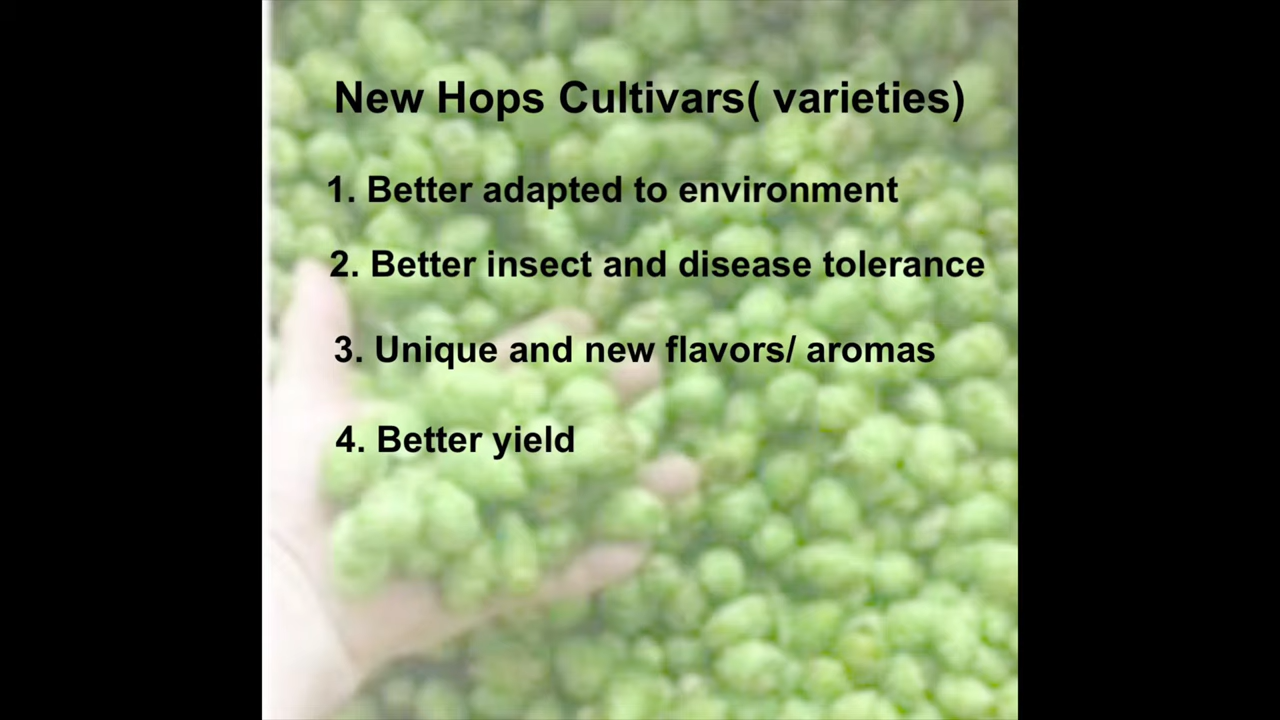 New Hops Cultivars( varieties)
1. Better adapted to environment
2. Better insect and disease tolerance
3. Unique and new flavors/ aromas
4. Better yield